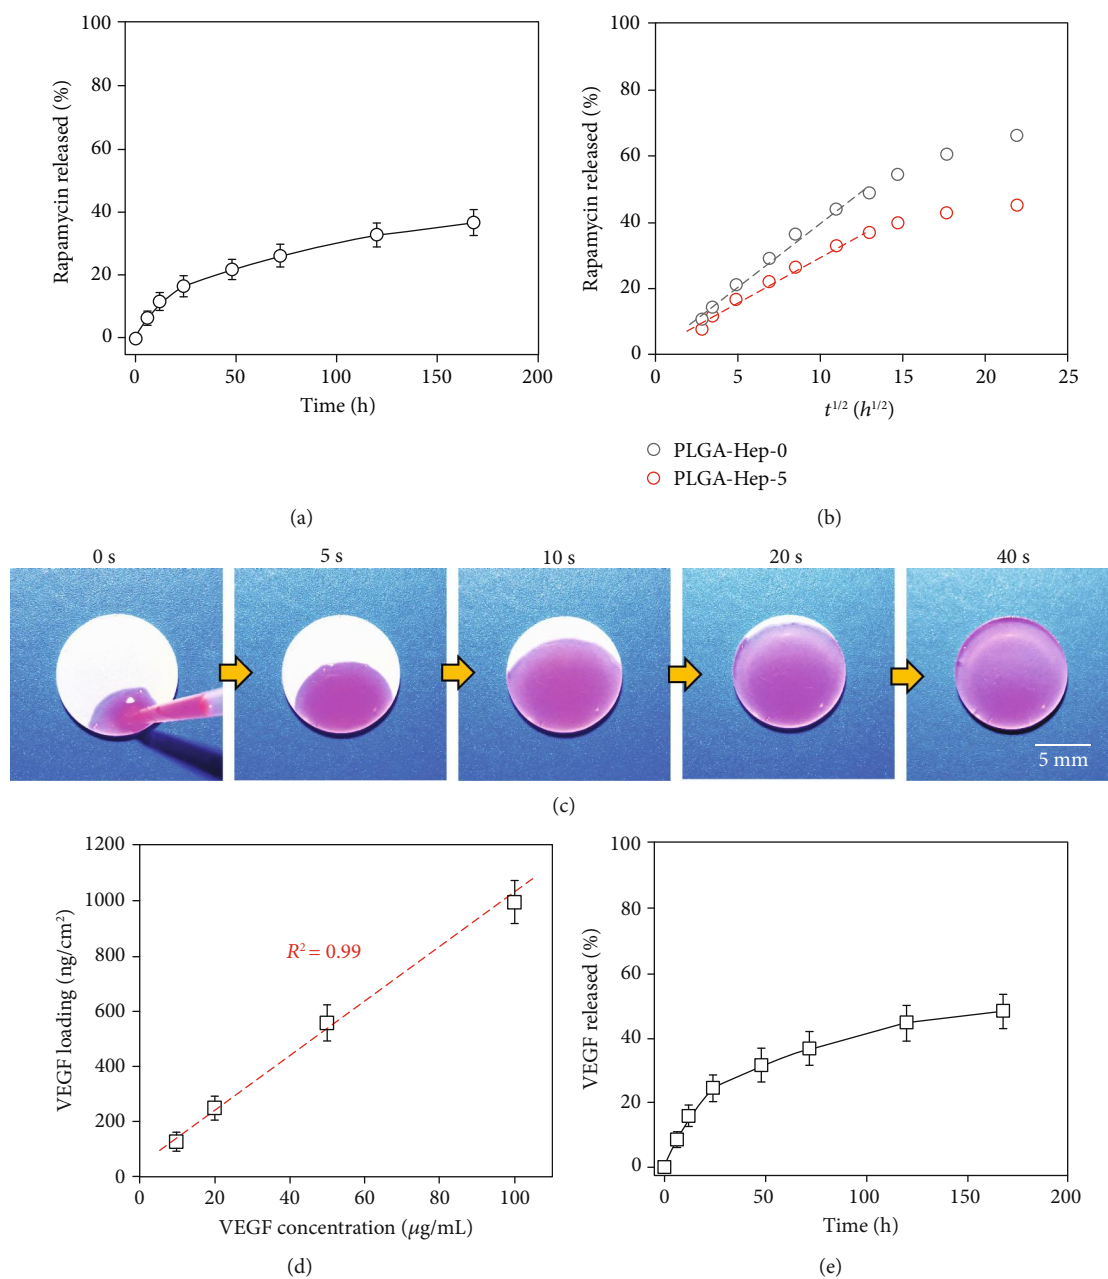 100
80
60
40
20
0
Rapamycin released (%)
0 50 100 150 200
Time (h)
(a)
100
80
60
40
20
0
Rapamycin released (%)
0 5 10 15 20 25
t^1/2 (h^1/2)
PLGA-Hep-0
PLGA-Hep-5
(b)
0 s 5 s 10 s 20 s 40 s
5 mm
(c)
1200
1000
800
600
400
200
0
VEGF loading (ng/cm²)
R² = 0.99
0 20 40 60 80 100
VEGF concentration (μg/mL)
(d)
100
80
60
40
20
0
VEGF released (%)
0 50 100 150 200
Time (h)
(e)